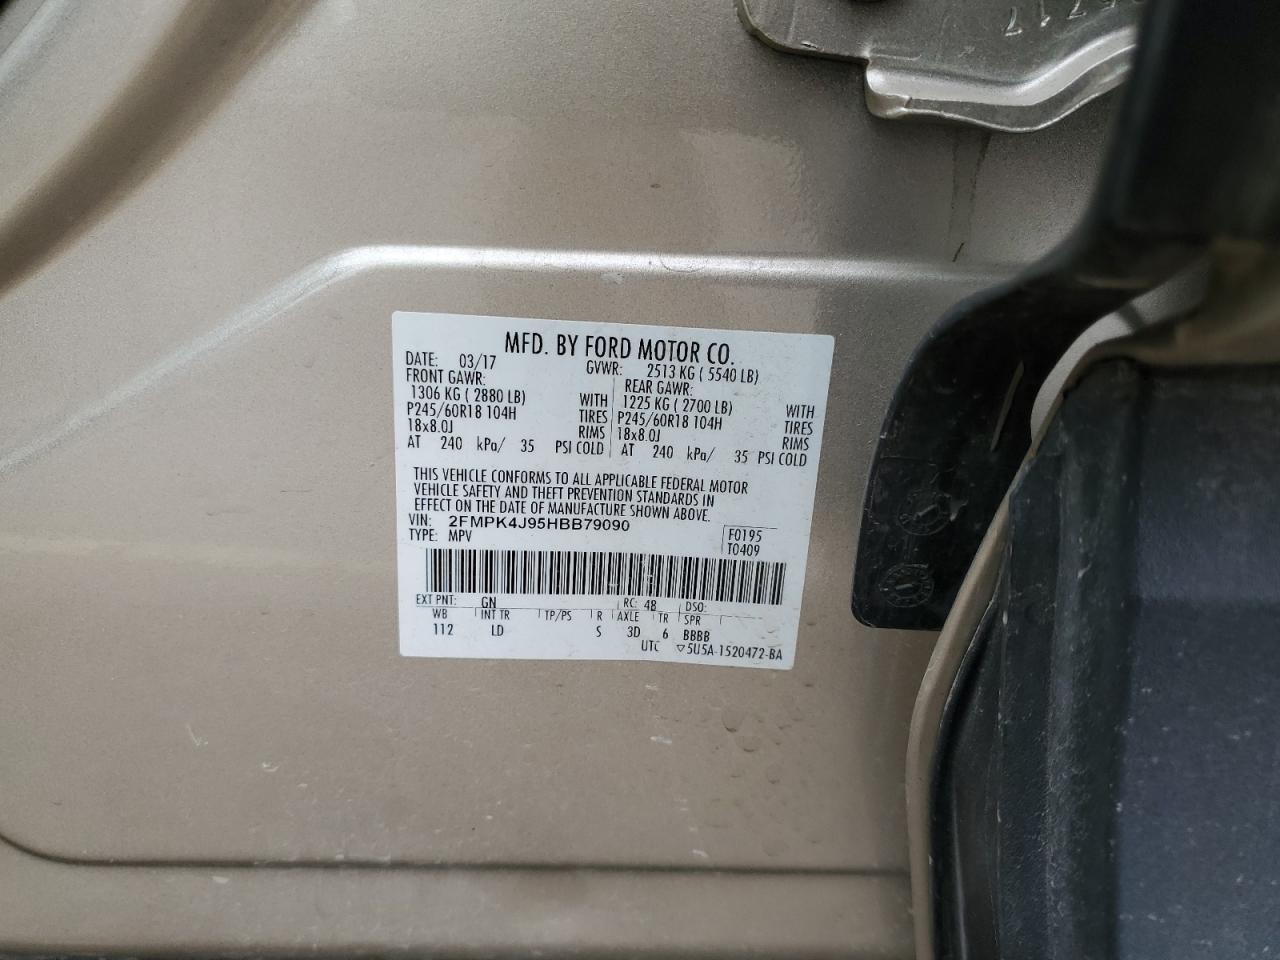 717
MFD. BY FORD MOTOR CO.
DATE: 03/17 GVWR: 2513 KG ( 5540 LB)
FRONT GAWR: REAR GAWR:
1306 KG ( 2880 LB) WITH 1225 KG ( 2700 LB) WITH
P245/60R18 104H TIRES P245/60R18 104H TIRES
18x8.0J RIMS 18x8.0J RIMS
AT 240 kPa/ 35 PSI COLD AT 240 kPa/ 35 PSI COLD
THIS VEHICLE CONFORMS TO ALL APPLICABLE FEDERAL MOTOR
VEHICLE SAFETY AND THEFT PREVENTION STANDARDS IN
EFFECT ON THE DATE OF MANUFACTURE SHOWN ABOVE.
VIN: 2FMPK4J95HBB79090 F0195
TYPE: MPV T0409
EXT PNT: GN RC: 48 DSO:
WB INT TR TP/PS R AXLE TR SPR
112 LD S 3D 6 BBBB
UTC ▽5U5A-1520472-BA